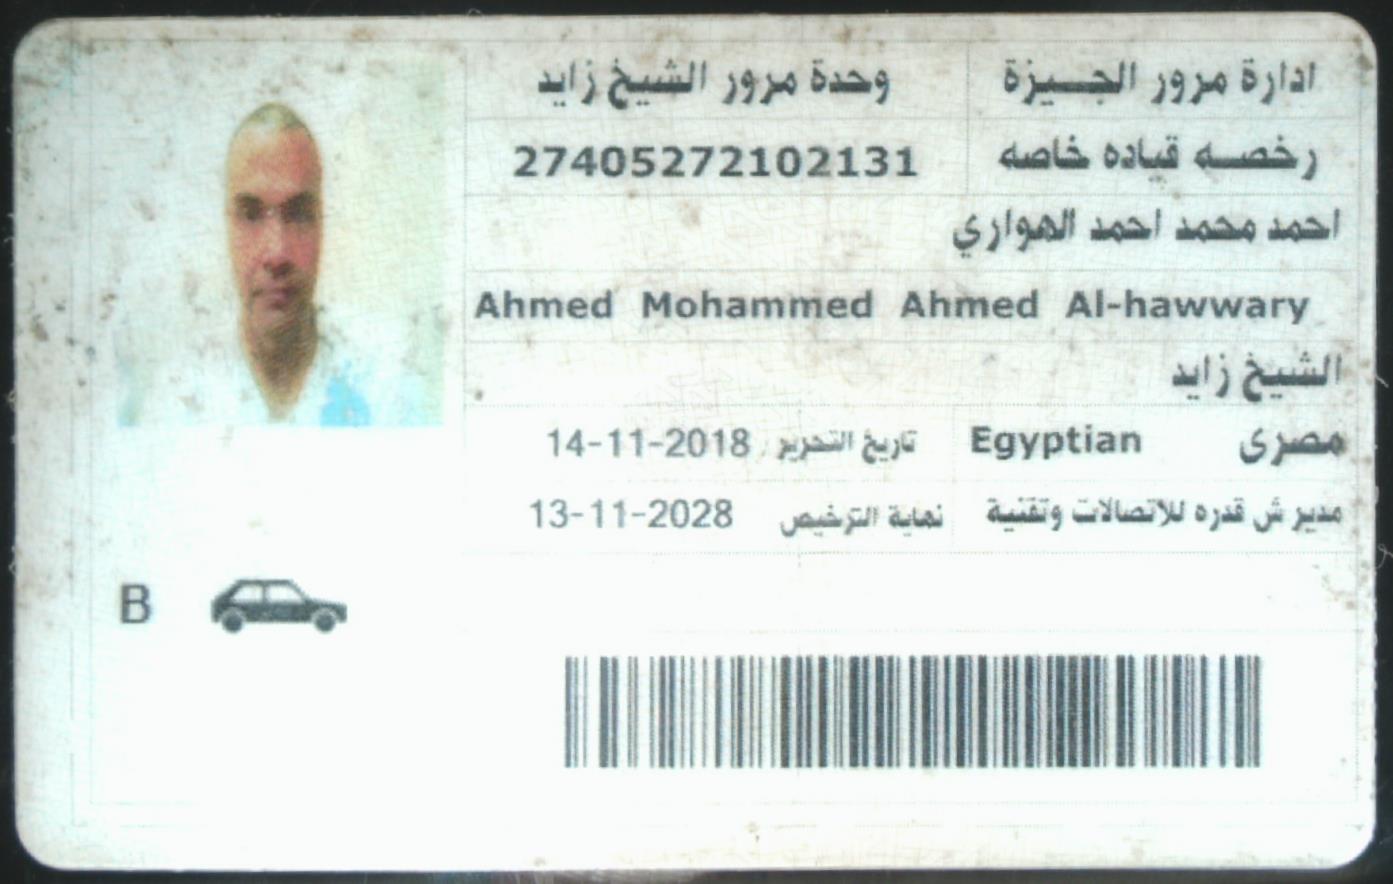 ادارة مرور الجيزة وحدة مرور الشيخ زايد
رخصه قياده خاصه 27405272102131
احمد محمد احمد الهواري
Ahmed Mohammed Ahmed Al-hawwary
الشيخ زايد
مصرى Egyptian تاريخ التحرير 14-11-2018
مدير ش قدره للاتصالات وتقنية نهاية الترخيص 13-11-2028
B